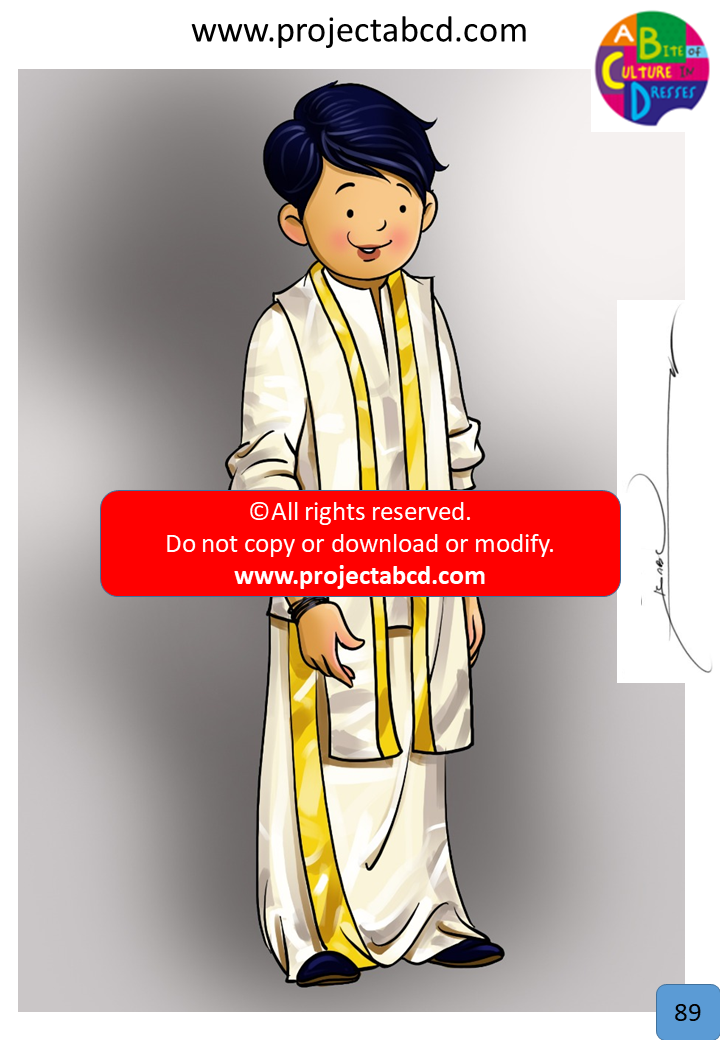 www.projectabcd.com
A BITE OF
CULTURE IN
DRESSES
©All rights reserved.
Do not copy or download or modify.
www.projectabcd.com
89